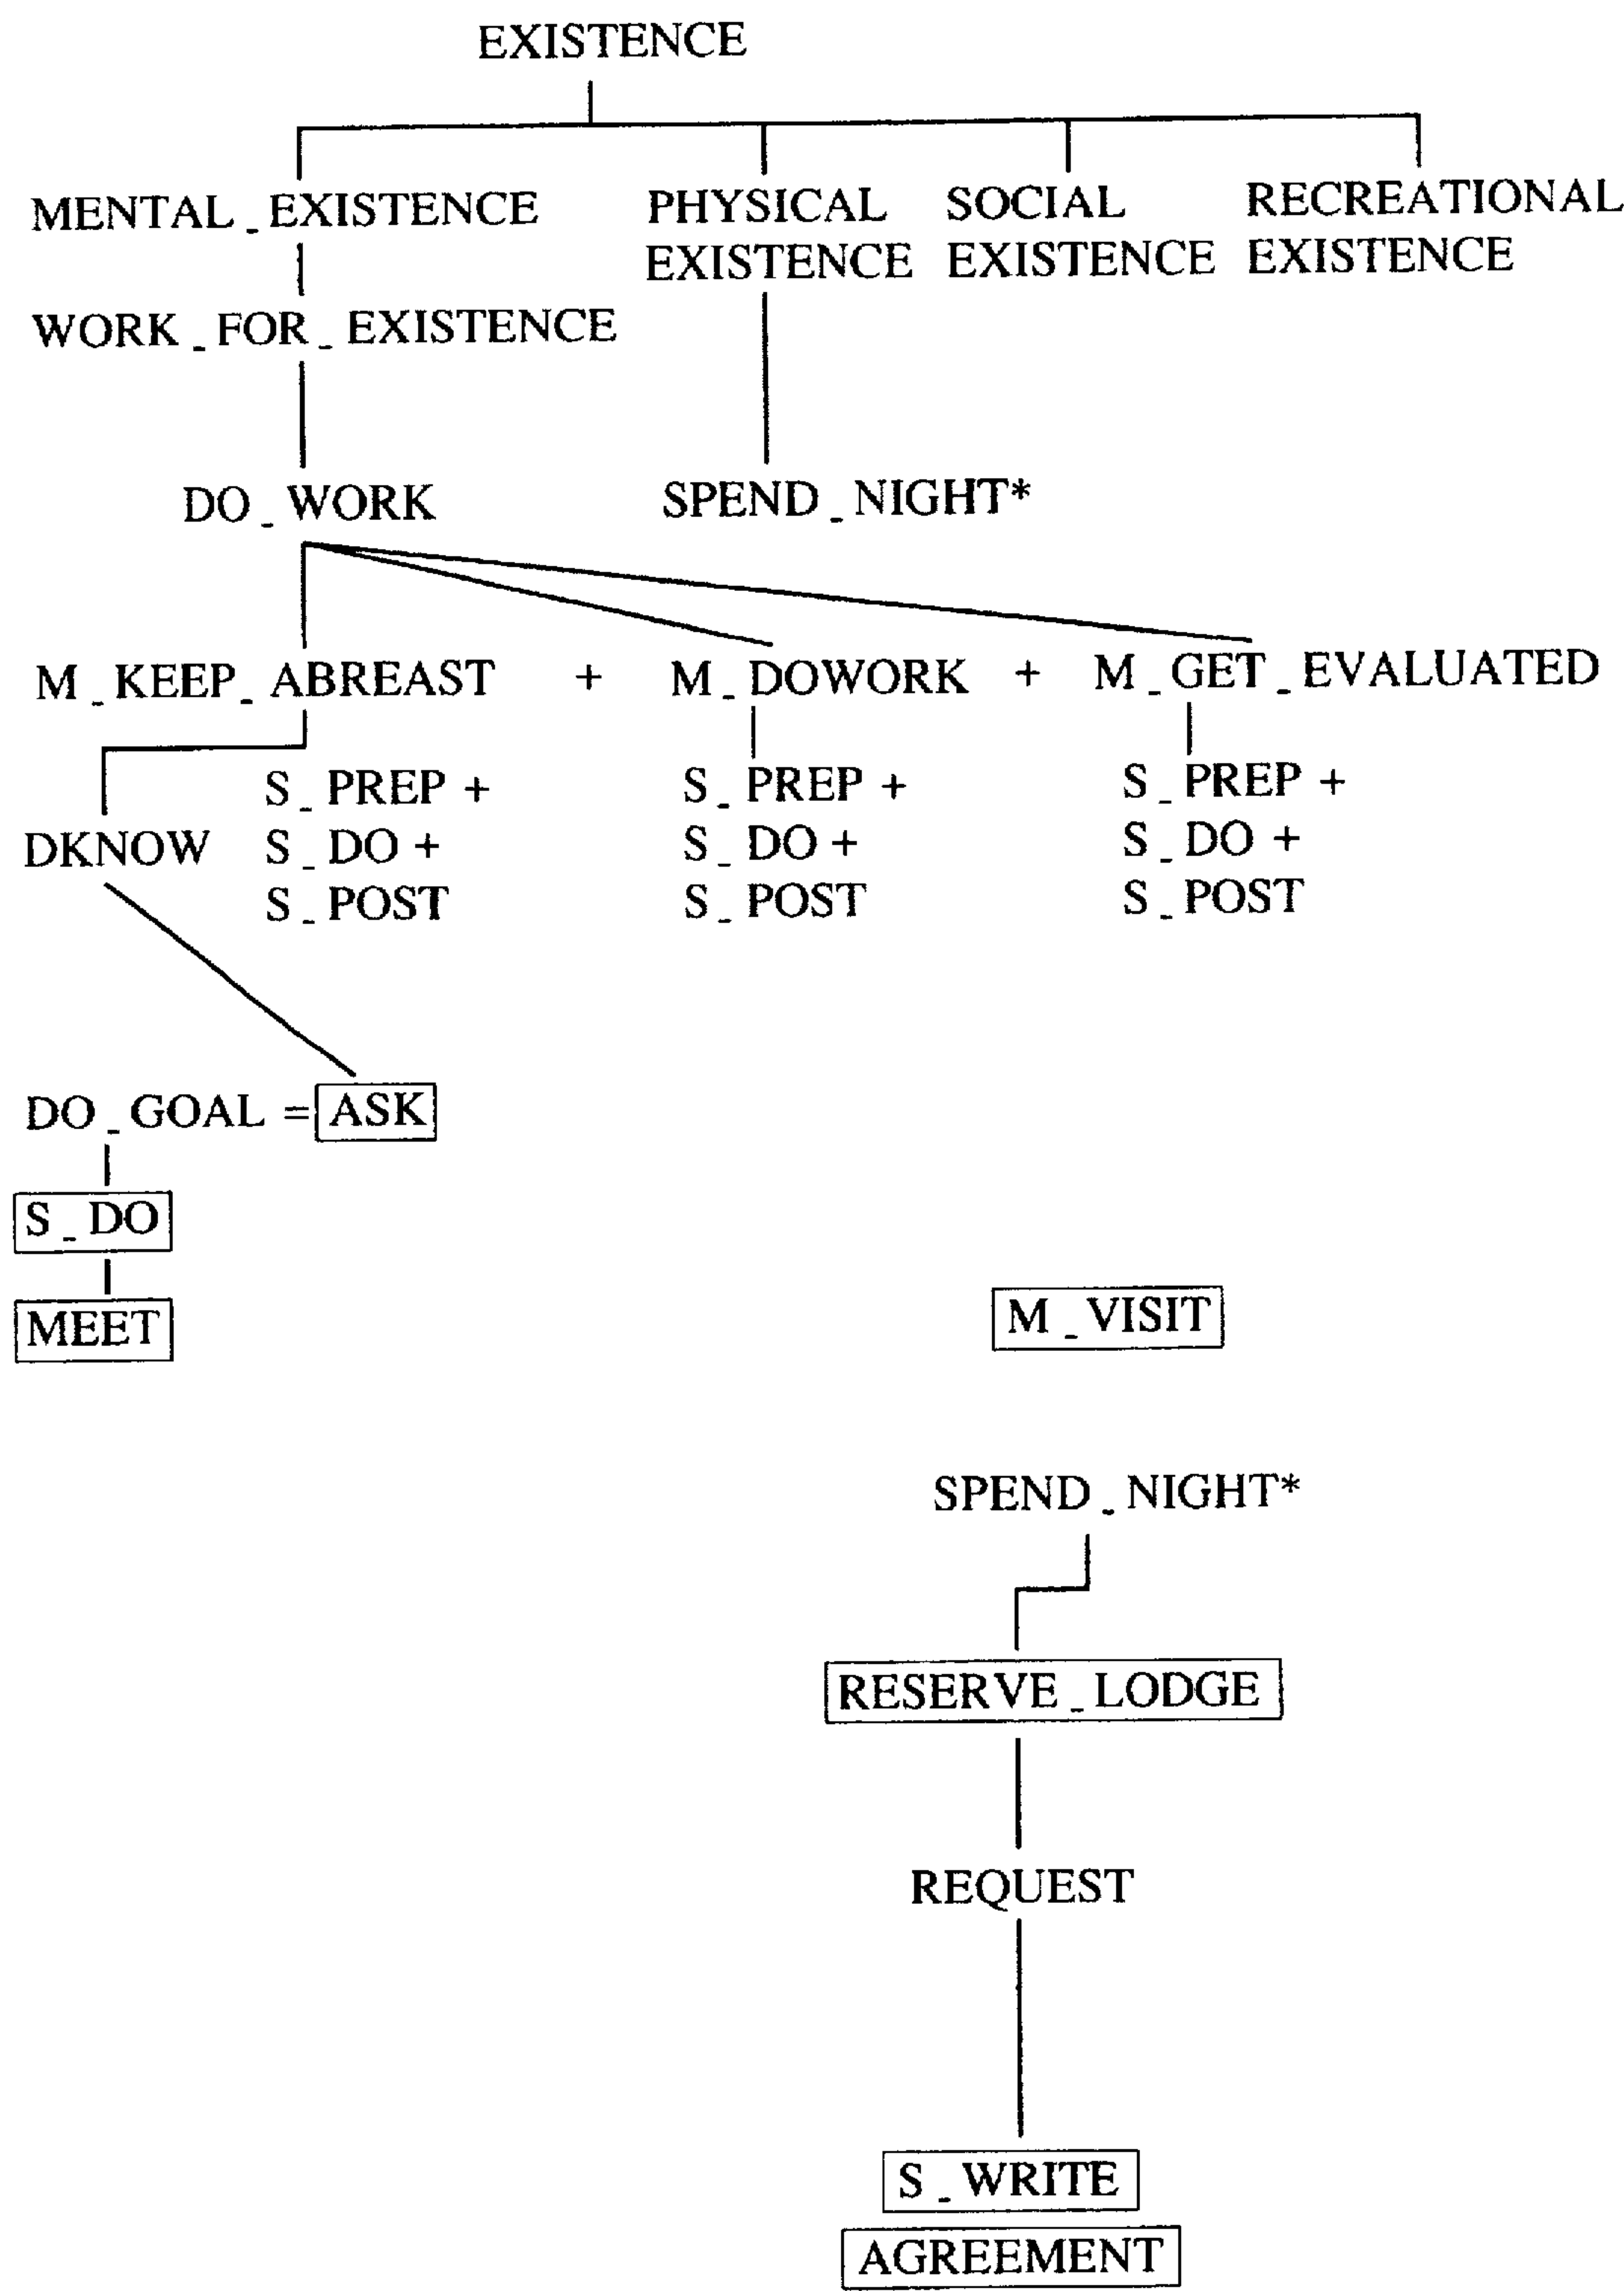 EXISTENCE
MENTAL_EXISTENCE PHYSICAL EXISTENCE SOCIAL EXISTENCE RECREATIONAL EXISTENCE
WORK_FOR_EXISTENCE
DO_WORK SPEND_NIGHT*
M_KEEP_ABREAST + M_DOWORK + M_GET_EVALUATED
S_PREP + S_PREP + S_PREP +
DKNOW S_DO + S_DO + S_DO +
S_POST S_POST S_POST
DO_GOAL = ASK
S_DO
MEET M_VISIT
SPEND_NIGHT*
RESERVE_LODGE
REQUEST
S_WRITE
AGREEMENT